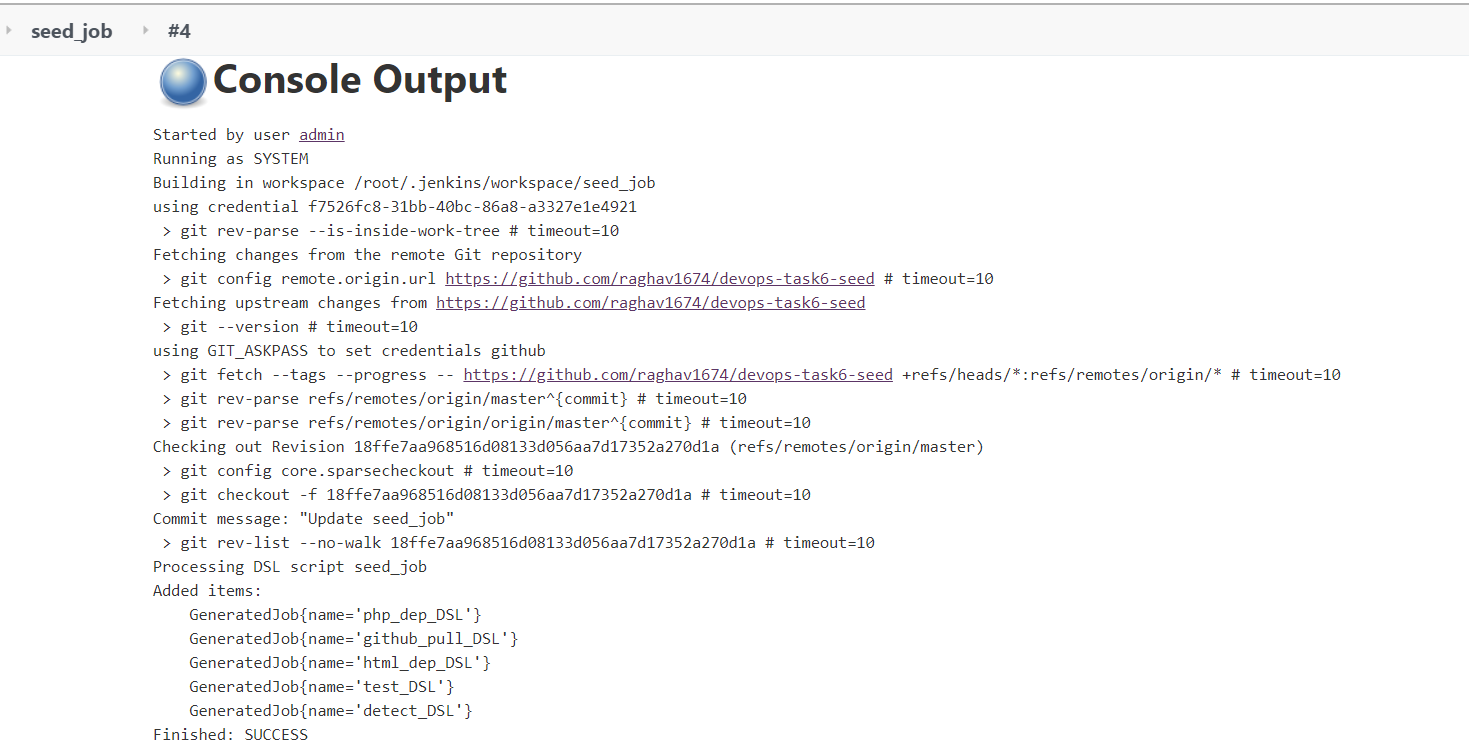 seed_job #4
Console Output
Started by user admin
Running as SYSTEM
Building in workspace /root/.jenkins/workspace/seed_job
using credential f7526fc8-31bb-40bc-86a8-a3327e1e4921
 > git rev-parse --is-inside-work-tree # timeout=10
Fetching changes from the remote Git repository
 > git config remote.origin.url https://github.com/raghav1674/devops-task6-seed # timeout=10
Fetching upstream changes from https://github.com/raghav1674/devops-task6-seed
 > git --version # timeout=10
using GIT_ASKPASS to set credentials github
 > git fetch --tags --progress -- https://github.com/raghav1674/devops-task6-seed +refs/heads/*:refs/remotes/origin/* # timeout=10
 > git rev-parse refs/remotes/origin/master^{commit} # timeout=10
 > git rev-parse refs/remotes/origin/origin/master^{commit} # timeout=10
Checking out Revision 18ffe7aa968516d08133d056aa7d17352a270d1a (refs/remotes/origin/master)
 > git config core.sparsecheckout # timeout=10
 > git checkout -f 18ffe7aa968516d08133d056aa7d17352a270d1a # timeout=10
Commit message: "Update seed_job"
 > git rev-list --no-walk 18ffe7aa968516d08133d056aa7d17352a270d1a # timeout=10
Processing DSL script seed_job
Added items:
    GeneratedJob{name='php_dep_DSL'}
    GeneratedJob{name='github_pull_DSL'}
    GeneratedJob{name='html_dep_DSL'}
    GeneratedJob{name='test_DSL'}
    GeneratedJob{name='detect_DSL'}
Finished: SUCCESS